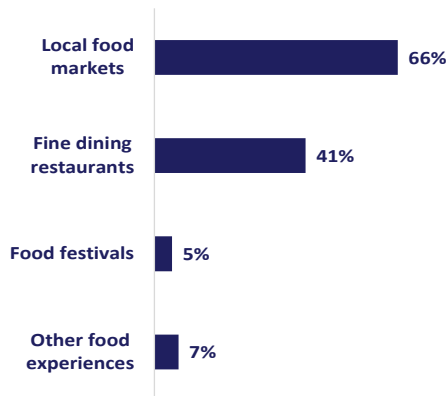 Local food
markets
66%
Fine dining
restaurants
41%
Food festivals
5%
Other food
experiences
7%